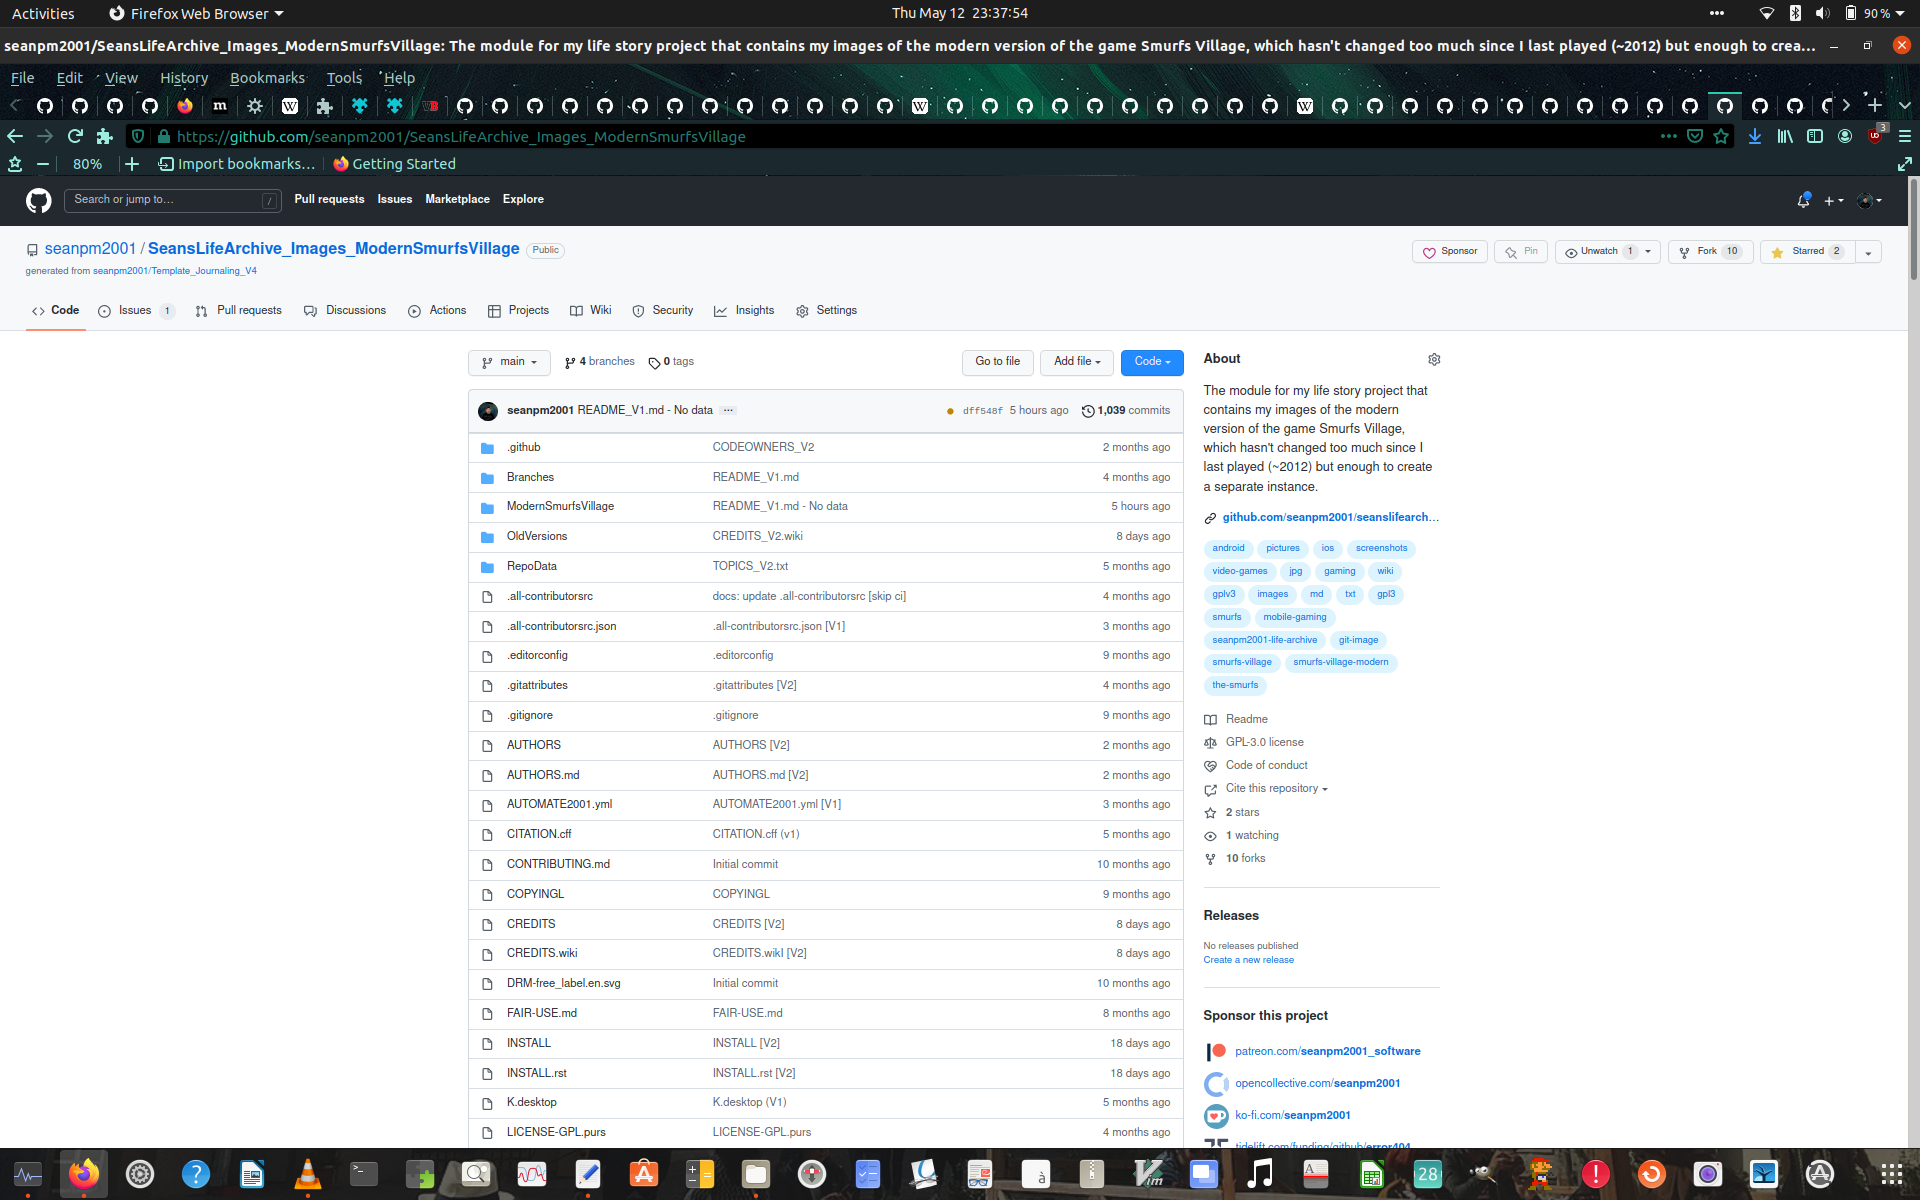 Activities Firefox Web Browser Thu May 12 23:37:54 90 %
seanpm2001/SeansLifeArchive_Images_ModernSmurfsVillage: The module for my life story project that contains my images of the modern version of the game Smurfs Village, which hasn't changed too much since I last played (~2012) but enough to crea…
File Edit View History Bookmarks Tools Help
https://github.com/seanpm2001/SeansLifeArchive_Images_ModernSmurfsVillage 3
80% Import bookmarks… Getting Started
Search or jump to… / Pull requests Issues Marketplace Explore
seanpm2001 / SeansLifeArchive_Images_ModernSmurfsVillage Public Sponsor Pin Unwatch 1 Fork 10 Starred 2
generated from seanpm2001/Template_Journaling_V4
Code Issues 1 Pull requests Discussions Actions Projects Wiki Security Insights Settings
main 4 branches 0 tags Go to file Add file Code
seanpm2001 README_V1.md - No data ... dff548f 5 hours ago 1,039 commits
.github CODEOWNERS_V2 2 months ago
Branches README_V1.md 4 months ago
ModernSmurfsVillage README_V1.md - No data 5 hours ago
OldVersions CREDITS_V2.wiki 8 days ago
RepoData TOPICS_V2.txt 5 months ago
.all-contributorsrc docs: update .all-contributorsrc [skip ci] 4 months ago
.all-contributorsrc.json .all-contributorsrc.json [V1] 3 months ago
.editorconfig .editorconfig 9 months ago
.gitattributes .gitattributes [V2] 4 months ago
.gitignore .gitignore 9 months ago
AUTHORS AUTHORS [V2] 2 months ago
AUTHORS.md AUTHORS.md [V2] 2 months ago
AUTOMATE2001.yml AUTOMATE2001.yml [V1] 3 months ago
CITATION.cff CITATION.cff (v1) 5 months ago
CONTRIBUTING.md Initial commit 10 months ago
COPYINGL COPYINGL 9 months ago
CREDITS CREDITS [V2] 8 days ago
CREDITS.wiki CREDITS.wikI [V2] 8 days ago
DRM-free_label.en.svg Initial commit 10 months ago
FAIR-USE.md FAIR-USE.md 8 months ago
INSTALL INSTALL [V2] 18 days ago
INSTALL.rst INSTALL.rst [V2] 18 days ago
K.desktop K.desktop (V1) 5 months ago
LICENSE-GPL.purs LICENSE-GPL.purs 4 months ago
About
The module for my life story project that
contains my images of the modern
version of the game Smurfs Village,
which hasn't changed too much since I
last played (~2012) but enough to create
a separate instance.
github.com/seanpm2001/seanslifearch…
android pictures ios screenshots
video-games jpg gaming wiki
gplv3 images md txt gpl3
smurfs mobile-gaming
seanpm2001-life-archive git-image
smurfs-village smurfs-village-modern
the-smurfs
Readme
GPL-3.0 license
Code of conduct
Cite this repository
2 stars
1 watching
10 forks
Releases
No releases published
Create a new release
Sponsor this project
patreon.com/seanpm2001_software
opencollective.com/seanpm2001
ko-fi.com/seanpm2001
tidelift.com/funding/github/error404
28